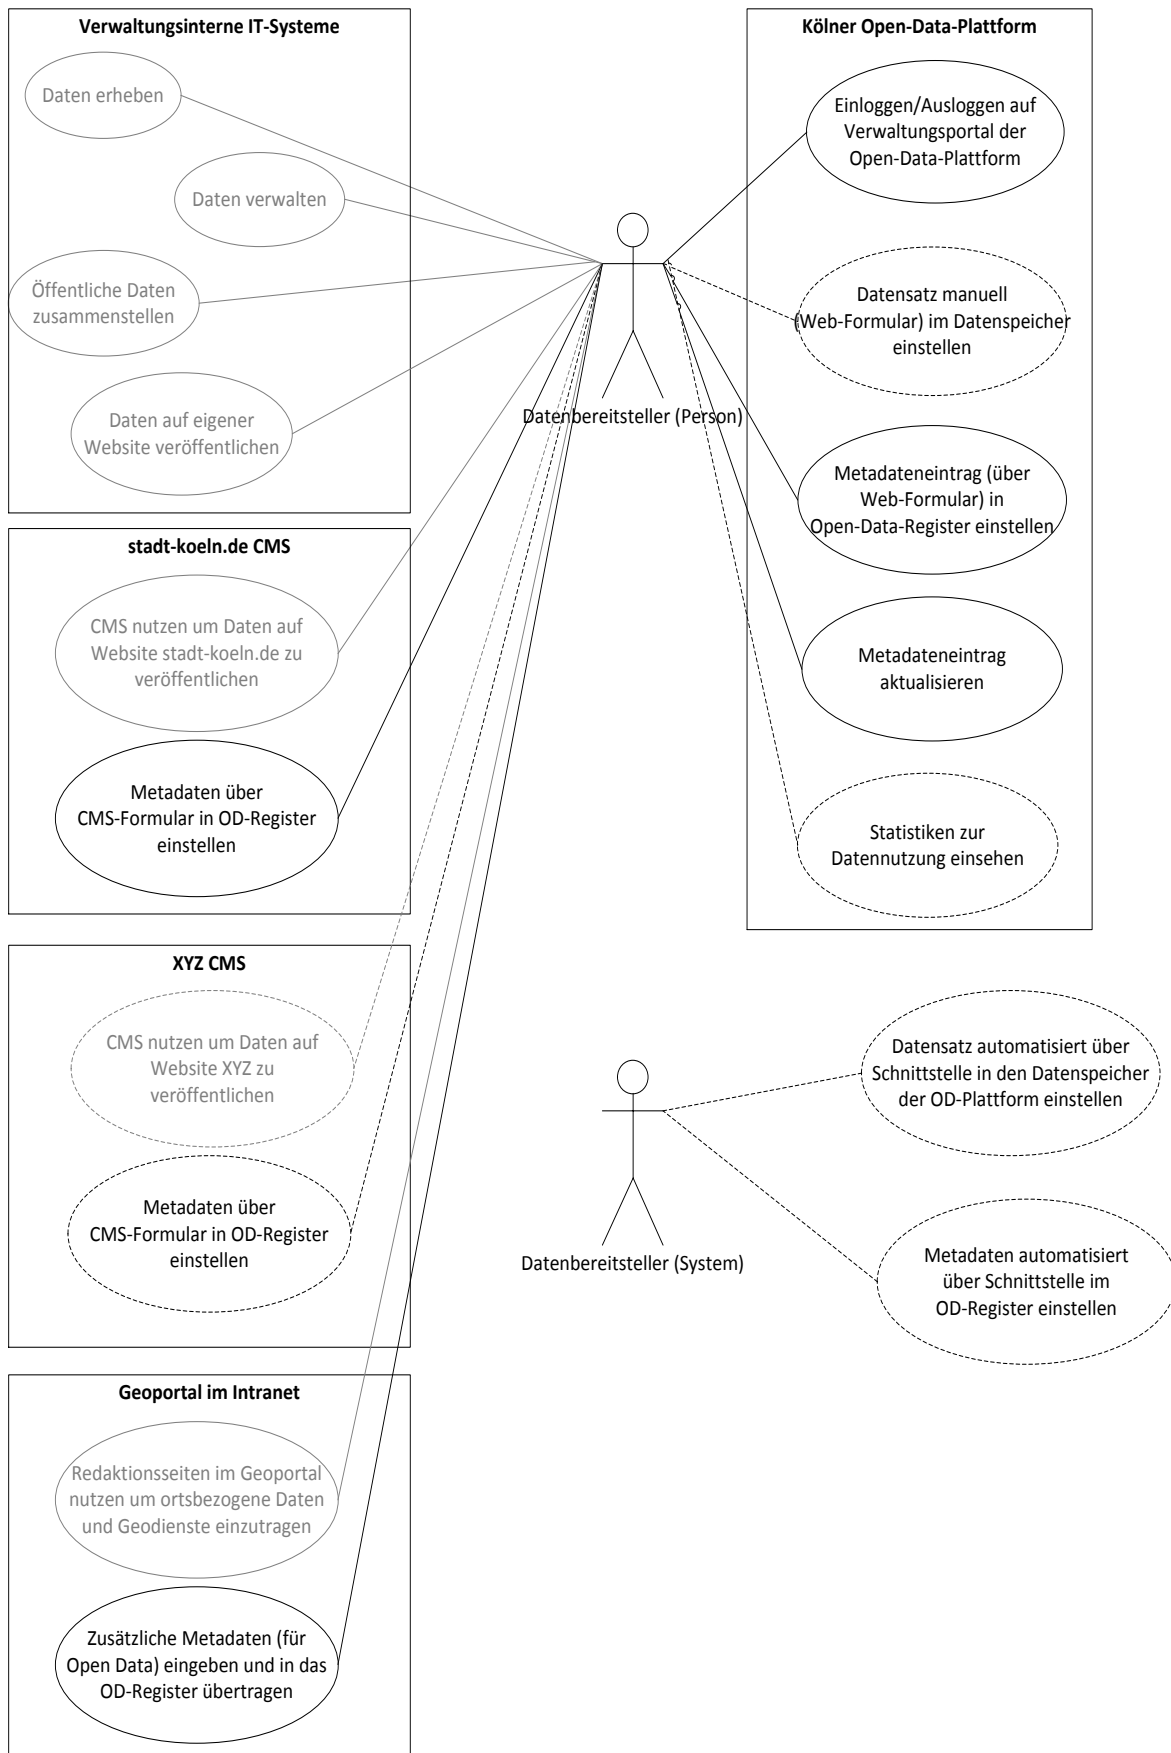 Verwaltungsinterne IT-Systeme
Daten erheben
Daten verwalten
Öffentliche Daten
zusammenstellen
Daten auf eigener
Website veröffentlichen
stadt-koeln.de CMS
CMS nutzen um Daten auf
Website stadt-koeln.de zu
veröffentlichen
Metadaten über
CMS-Formular in OD-Register
einstellen
XYZ CMS
CMS nutzen um Daten auf
Website XYZ zu
veröffentlichen
Metadaten über
CMS-Formular in OD-Register
einstellen
Geoportal im Intranet
Redaktionsseiten im Geoportal
nutzen um ortsbezogene Daten
und Geodienste einzutragen
Zusätzliche Metadaten (für
Open Data) eingeben und in das
OD-Register übertragen
Datenbereitsteller (Person)
Kölner Open-Data-Plattform
Einloggen/Ausloggen auf
Verwaltungsportal der
Open-Data-Plattform
Datensatz manuell
(Web-Formular) im Datenspeicher
einstellen
Metadateneintrag (über
Web-Formular) in
Open-Data-Register einstellen
Metadateneintrag
aktualisieren
Statistiken zur
Datennutzung einsehen
Datenbereitsteller (System)
Datensatz automatisiert über
Schnittstelle in den Datenspeicher
der OD-Plattform einstellen
Metadaten automatisiert
über Schnittstelle im
OD-Register einstellen